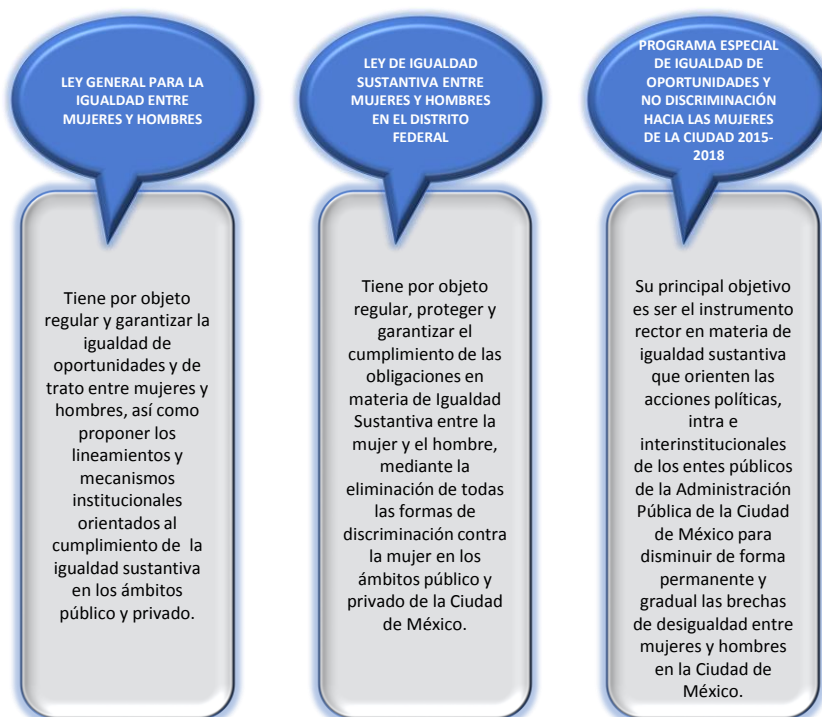 LEY GENERAL PARA LA
IGUALDAD ENTRE
MUJERES Y HOMBRES
Tiene por objeto
regular y garantizar la
igualdad de
oportunidades y de
trato entre mujeres y
hombres, así como
proponer los
lineamientos y
mecanismos
institucionales
orientados al
cumplimiento de la
igualdad sustantiva
en los ámbitos
público y privado.
LEY DE IGUALDAD
SUSTANTIVA ENTRE
MUJERES Y HOMBRES
EN EL DISTRITO
FEDERAL
Tiene por objeto
regular, proteger y
garantizar el
cumplimiento de las
obligaciones en
materia de Igualdad
Sustantiva entre la
mujer y el hombre,
mediante la
eliminación de todas
las formas de
discriminación contra
la mujer en los
ámbitos público y
privado de la Ciudad
de México.
PROGRAMA ESPECIAL
DE IGUALDAD DE
OPORTUNIDADES Y
NO DISCRIMINACIÓN
HACIA LAS MUJERES
DE LA CIUDAD 2015-
2018
Su principal objetivo
es ser el instrumento
rector en materia de
igualdad sustantiva
que orienten las
acciones políticas,
intra e
interinstitucionales
de los entes públicos
de la Administración
Pública de la Ciudad
de México para
disminuir de forma
permanente y
gradual las brechas
de desigualdad entre
mujeres y hombres
en la Ciudad de
México.